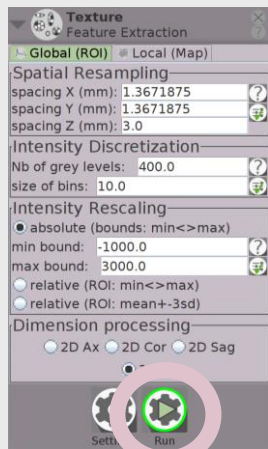 Texture
Feature Extraction
Global (ROI) Local (Map)
Spatial Resampling
spacing X (mm): 1.3671875 ?
spacing Y (mm): 1.3671875
spacing Z (mm): 3.0
Intensity Discretization
Nb of grey levels: 400.0 ?
size of bins: 10.0
Intensity Rescaling
absolute (bounds: min<>max)
min bound: -1000.0 ?
max bound: 3000.0
relative (ROI: min<>max)
relative (ROI: mean+-3sd)
Dimension processing
2D Ax 2D Cor 2D Sag
Run